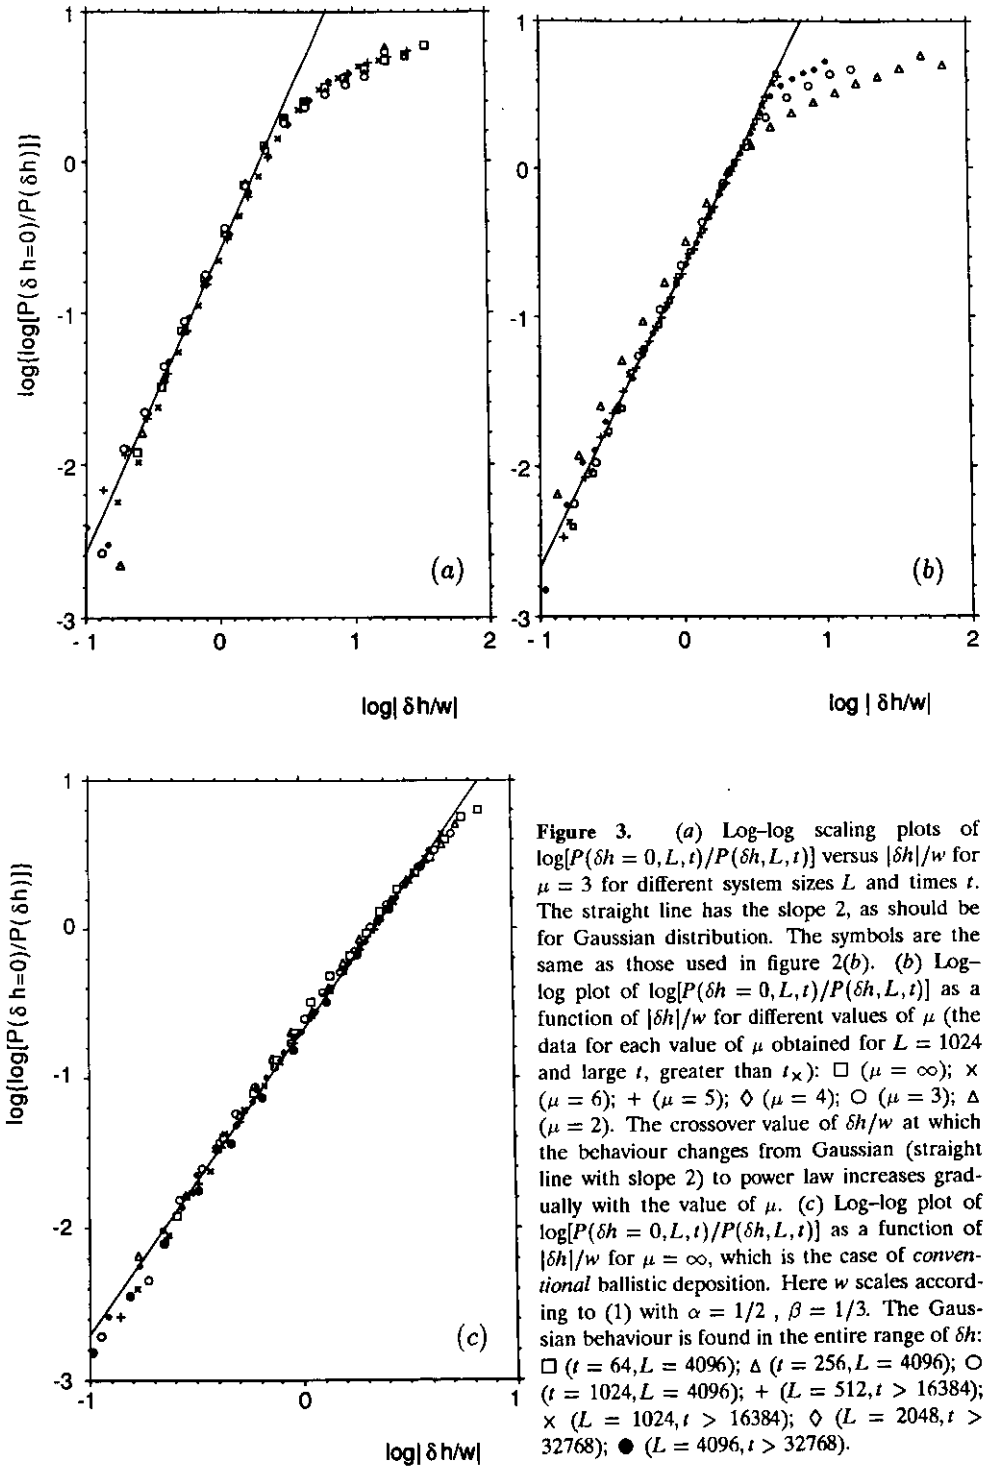 1
0
-1
-2
-3
-1
0
1
2
log{log[P(δ h=0)/P(δh)]}
log| δh/w|
(a)
3
2
1
0
-1
-2
-3
-1
0
1
2
log | δh/w|
(b)
1
0
-1
-2
-3
-1
0
1
log{log[P(δ h=0)/P(δh)]}
log| δh/w|
(c)
Figure 3. (a) Log–log scaling plots of
log[P(δh = 0, L, t)/P(δh, L, t)] versus |δh|/w for
μ = 3 for different system sizes L and times t.
The straight line has the slope 2, as should be
for Gaussian distribution. The symbols are the
same as those used in figure 2(b). (b) Log–
log plot of log[P(δh = 0, L, t)/P(δh, L, t)] as a
function of |δh|/w for different values of μ (the
data for each value of μ obtained for L = 1024
and large t, greater than t×): □ (μ = ∞); ×
(μ = 6); + (μ = 5); ◊ (μ = 4); ○ (μ = 3); △
(μ = 2). The crossover value of δh/w at which
the behaviour changes from Gaussian (straight
line with slope 2) to power law increases grad-
ually with the value of μ. (c) Log–log plot of
log[P(δh = 0, L, t)/P(δh, L, t)] as a function of
|δh|/w for μ = ∞, which is the case of conven-
tional ballistic deposition. Here w scales accord-
ing to (1) with α = 1/2 , β = 1/3. The Gaus-
sian behaviour is found in the entire range of δh:
□ (t = 64, L = 4096); △ (t = 256, L = 4096); ○
(t = 1024, L = 4096); + (L = 512, t > 16384);
× (L = 1024, t > 16384); ◊ (L = 2048, t >
32768); ● (L = 4096, t > 32768).